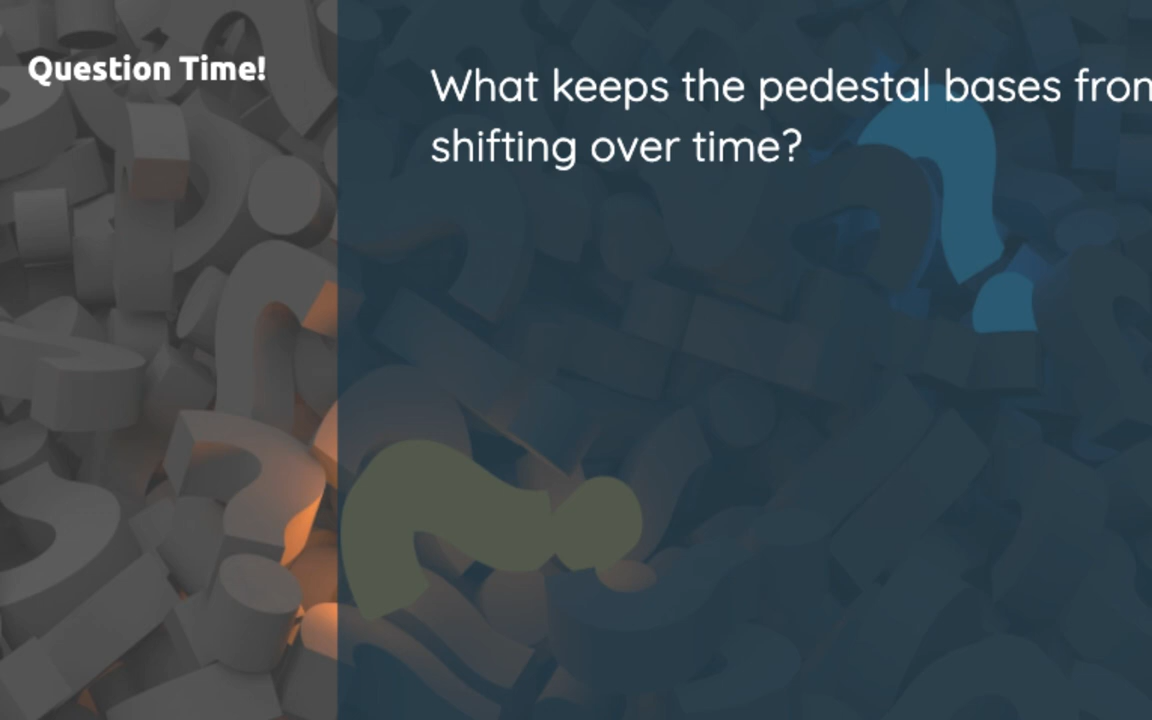 Question Time!
What keeps the pedestal bases from
shifting over time?